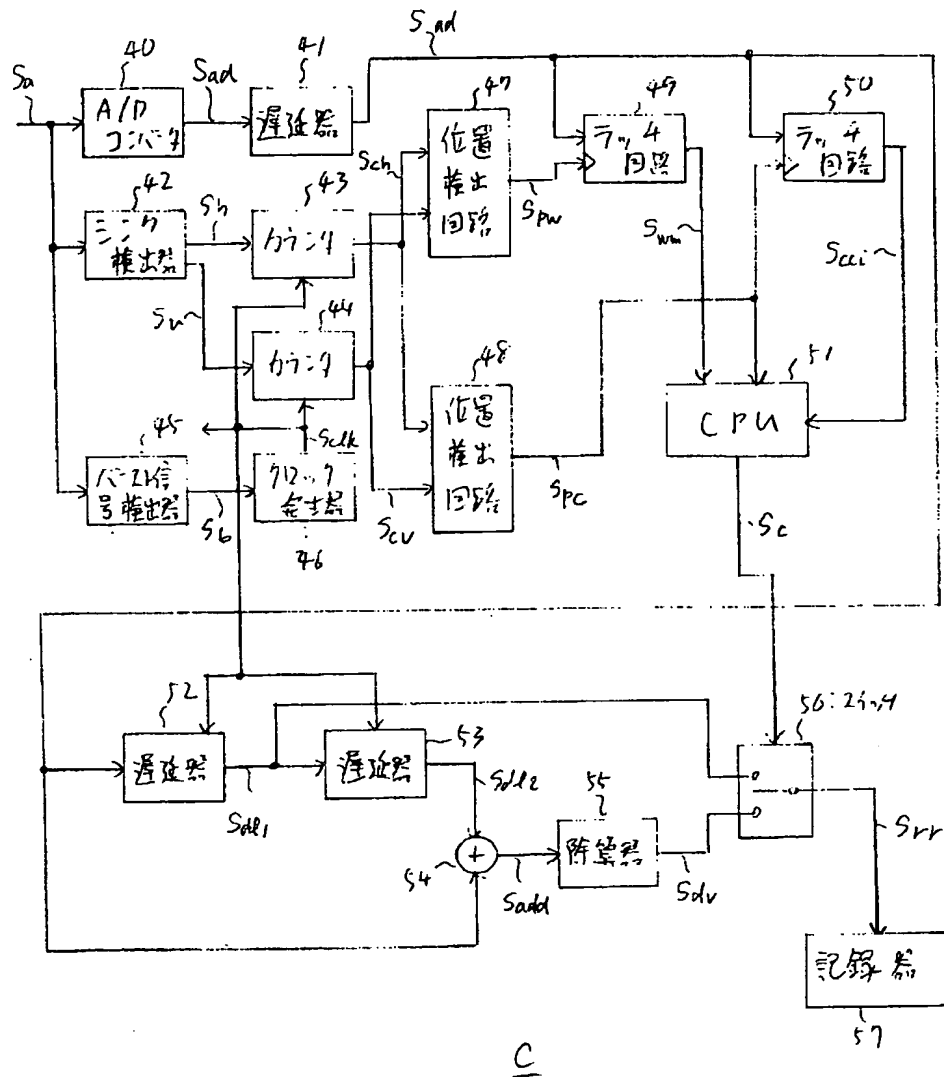 40
41
Sad
Sa
Sad
A/D
コンバタ
遅延器
47
49
50
位置
検出
回路
ラッチ
回路
ラッチ
回路
Sch
42
43
シンク
検出器
Sh
カウンタ
Spw
Swm
Scci
Sv
44
カウンタ
48
位置
検出
回路
51
CPU
45
Sclk
バースト信
号検出器
クロック
発生器
Sb
Scv
Spc
46
Sc
52
53
56:スイッチ
遅延器
遅延器
Sdl1
Sdl2
55
除算器
Srr
54
+
Sadd
Sdv
記録器
57
C